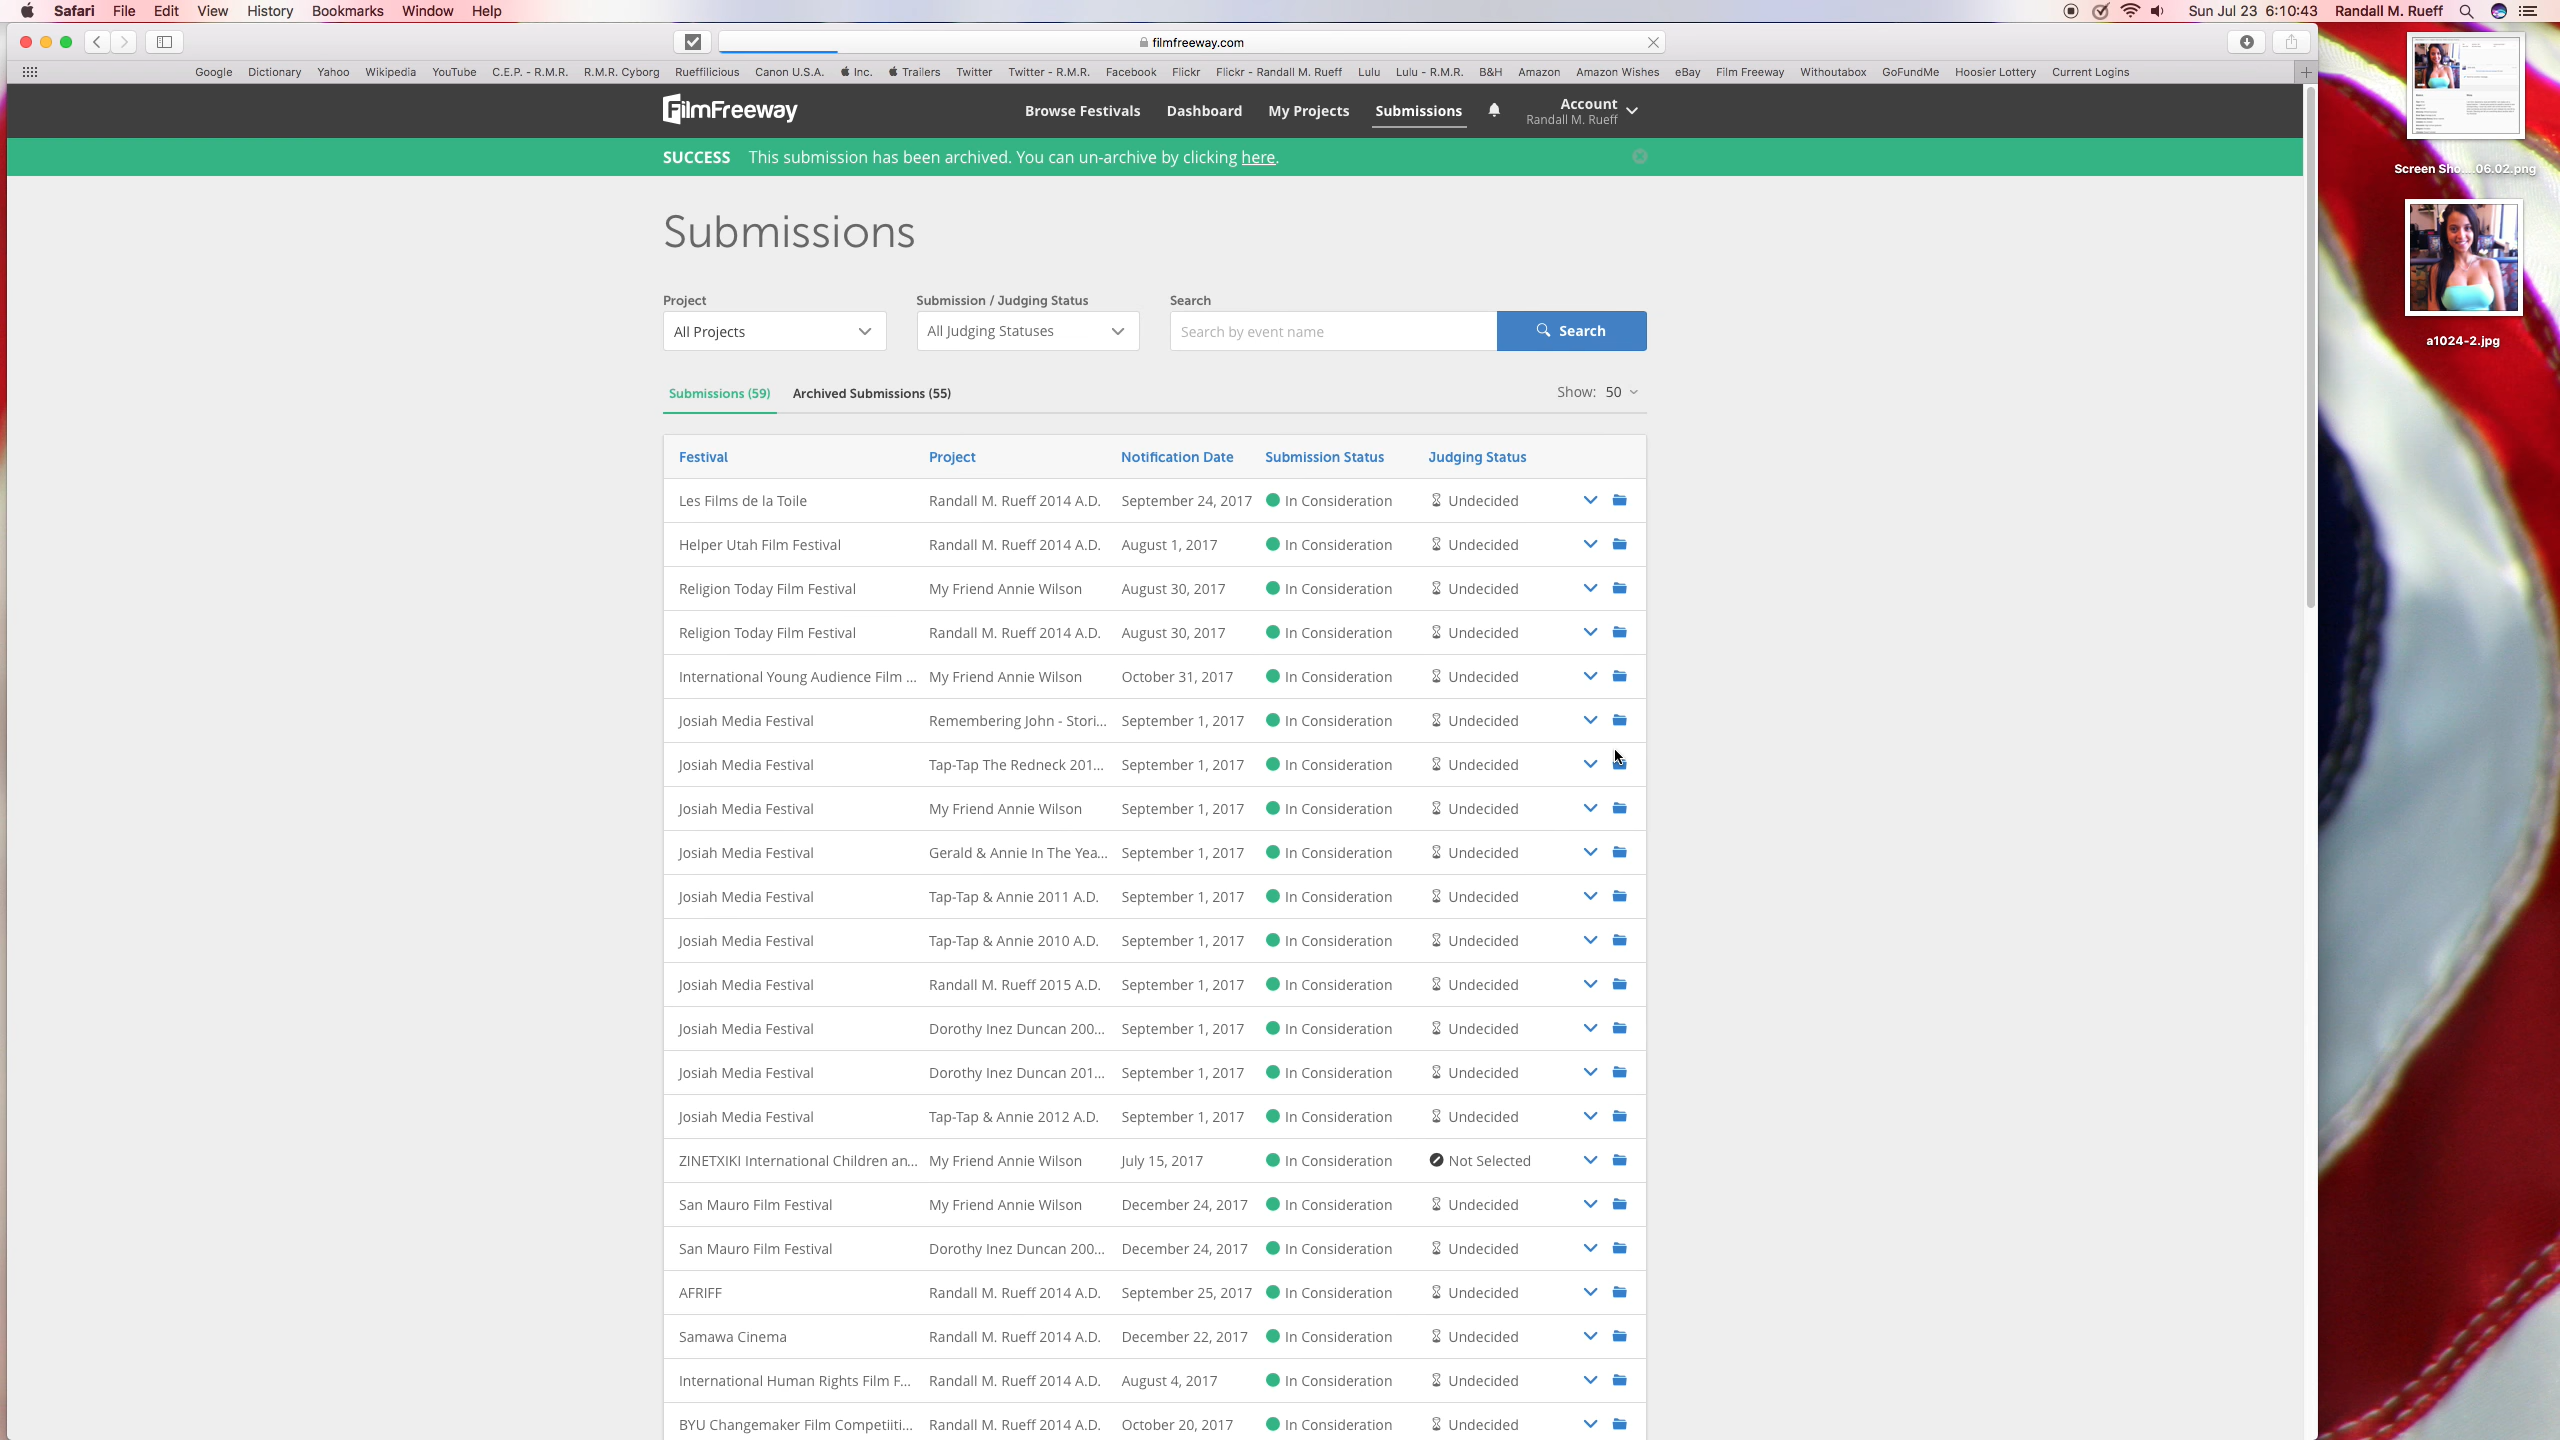 Safari File Edit View History Bookmarks Window Help Sun Jul 23 6:10:43 Randall M. Rueff
filmfreeway.com
Google Dictionary Yahoo Wikipedia YouTube C.E.P. - R.M.R. R.M.R. Cyborg Rueffilicious Canon U.S.A. Inc. Trailers Twitter Twitter - R.M.R. Facebook Flickr Flickr - Randall M. Rueff Lulu Lulu - R.M.R. B&H Amazon Amazon Wishes eBay Film Freeway Withoutabox GoFundMe Hoosier Lottery Current Logins
FilmFreeway Browse Festivals Dashboard My Projects Submissions Account
Randall M. Rueff
SUCCESS This submission has been archived. You can un-archive by clicking here.
Screen Sho...06.02.png
a1024-2.jpg
Submissions
Project Submission / Judging Status Search
All Projects All Judging Statuses Search by event name Search
Submissions (59) Archived Submissions (55) Show: 50
Festival Project Notification Date Submission Status Judging Status
Les Films de la Toile Randall M. Rueff 2014 A.D. September 24, 2017 In Consideration Undecided
Helper Utah Film Festival Randall M. Rueff 2014 A.D. August 1, 2017 In Consideration Undecided
Religion Today Film Festival My Friend Annie Wilson August 30, 2017 In Consideration Undecided
Religion Today Film Festival Randall M. Rueff 2014 A.D. August 30, 2017 In Consideration Undecided
International Young Audience Film ... My Friend Annie Wilson October 31, 2017 In Consideration Undecided
Josiah Media Festival Remembering John - Stori... September 1, 2017 In Consideration Undecided
Josiah Media Festival Tap-Tap The Redneck 201... September 1, 2017 In Consideration Undecided
Josiah Media Festival My Friend Annie Wilson September 1, 2017 In Consideration Undecided
Josiah Media Festival Gerald & Annie In The Yea... September 1, 2017 In Consideration Undecided
Josiah Media Festival Tap-Tap & Annie 2011 A.D. September 1, 2017 In Consideration Undecided
Josiah Media Festival Tap-Tap & Annie 2010 A.D. September 1, 2017 In Consideration Undecided
Josiah Media Festival Randall M. Rueff 2015 A.D. September 1, 2017 In Consideration Undecided
Josiah Media Festival Dorothy Inez Duncan 200... September 1, 2017 In Consideration Undecided
Josiah Media Festival Dorothy Inez Duncan 201... September 1, 2017 In Consideration Undecided
Josiah Media Festival Tap-Tap & Annie 2012 A.D. September 1, 2017 In Consideration Undecided
ZINETXIKI International Children an... My Friend Annie Wilson July 15, 2017 In Consideration Not Selected
San Mauro Film Festival My Friend Annie Wilson December 24, 2017 In Consideration Undecided
San Mauro Film Festival Dorothy Inez Duncan 200... December 24, 2017 In Consideration Undecided
AFRIFF Randall M. Rueff 2014 A.D. September 25, 2017 In Consideration Undecided
Samawa Cinema Randall M. Rueff 2014 A.D. December 22, 2017 In Consideration Undecided
International Human Rights Film F... Randall M. Rueff 2014 A.D. August 4, 2017 In Consideration Undecided
BYU Changemaker Film Competiiti... Randall M. Rueff 2014 A.D. October 20, 2017 In Consideration Undecided